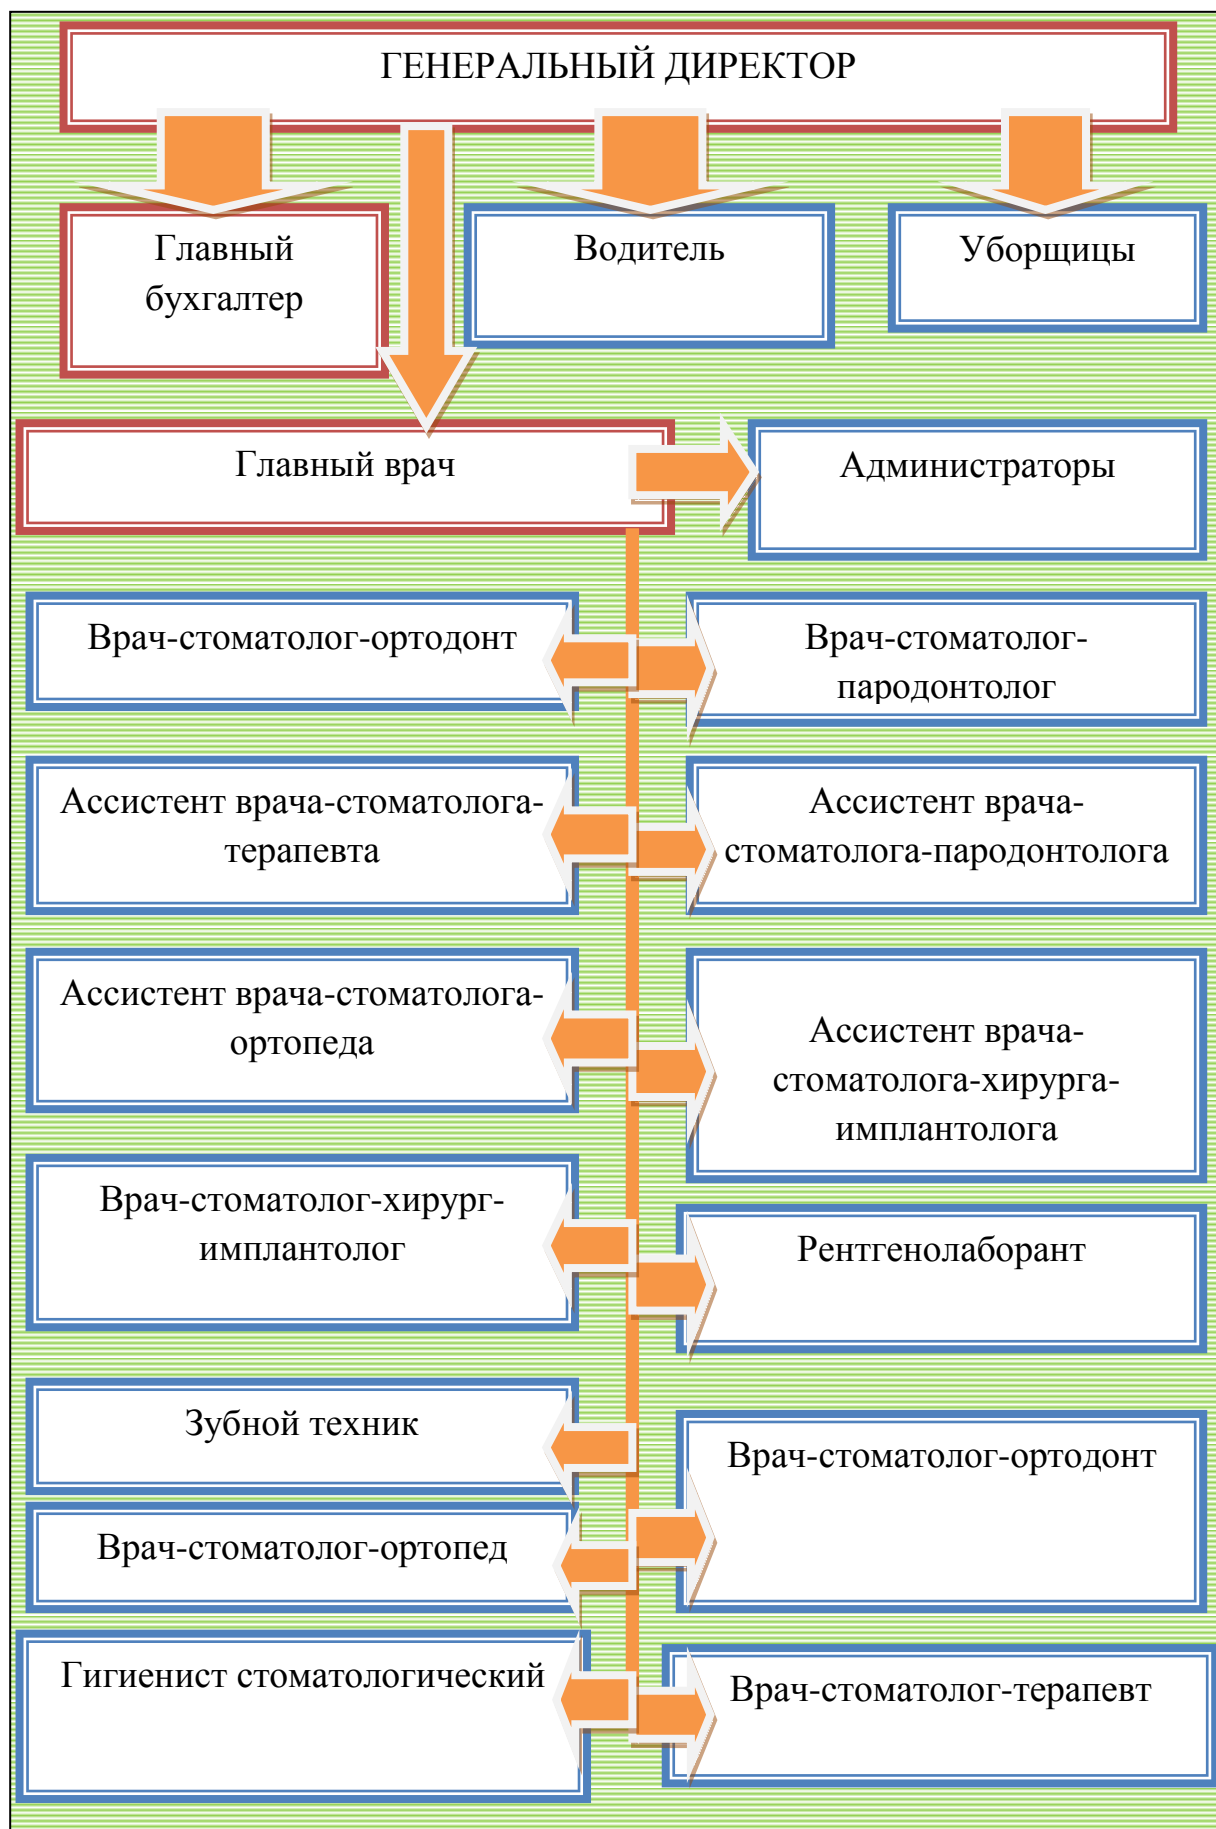 ГЕНЕРАЛЬНЫЙ ДИРЕКТОР
Главный
бухгалтер
Водитель
Уборщицы
Главный врач
Администраторы
Врач-стоматолог-ортодонт
Врач-стоматолог-
пародонтолог
Ассистент врача-стоматолога-
терапевта
Ассистент врача-
стоматолога-пародонтолога
Ассистент врача-стоматолога-
ортопеда
Ассистент врача-
стоматолога-хирурга-
имплантолога
Врач-стоматолог-хирург-
имплантолог
Рентгенолаборант
Зубной техник
Врач-стоматолог-ортодонт
Врач-стоматолог-ортопед
Гигиенист стоматологический
Врач-стоматолог-терапевт